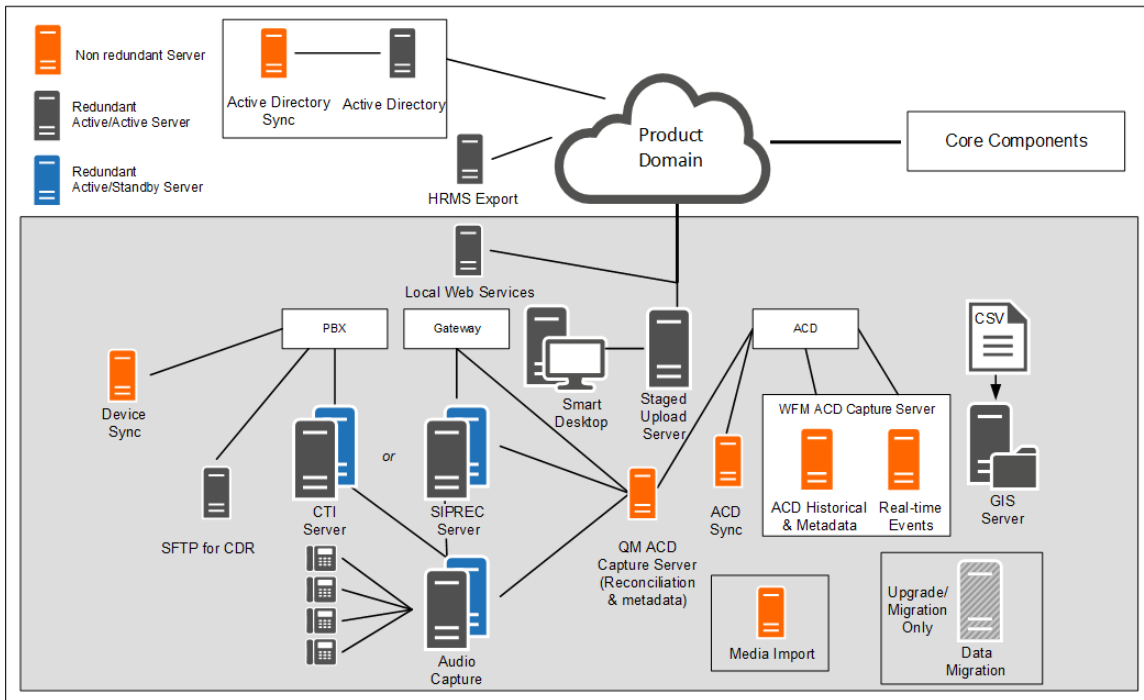 Non redundant Server
Redundant
Active/Active Server
Redundant
Active/Standby Server
Active Directory
Sync
Active Directory
HRMS Export
Product
Domain
Core Components
Local Web Services
PBX
Gateway
ACD
CSV
Device
Sync
SFTP for CDR
CTI
Server
or
SIPREC
Server
Smart
Desktop
Staged
Upload
Server
QM ACD
Capture Server
(Reconciliation
& metadata)
ACD
Sync
WFM ACD Capture Server
ACD Historical
& Metadata
Real-time
Events
GIS
Server
Audio
Capture
Media Import
Upgrade/
Migration
Only
Data
Migration